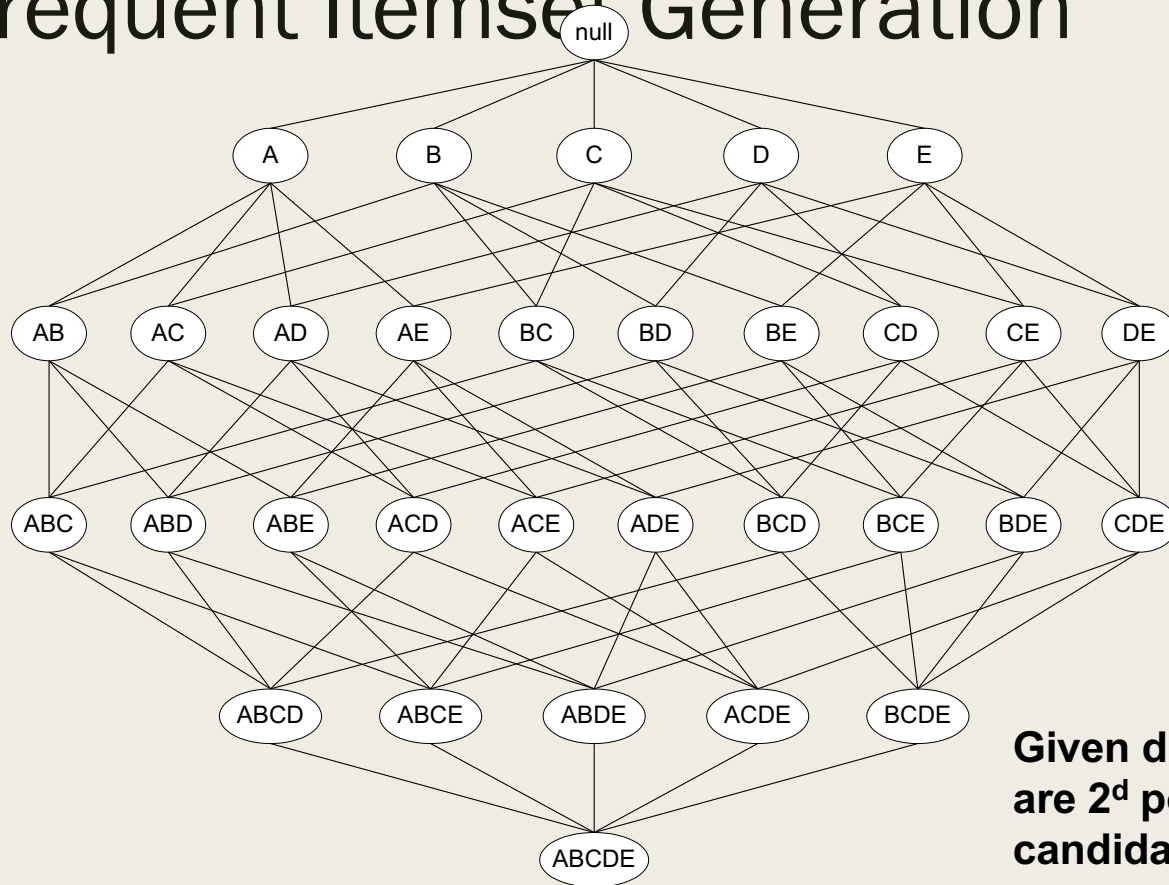 requent Itemset Generation
null
A B C D E
AB AC AD AE BC BD BE CD CE DE
ABC ABD ABE ACD ACE ADE BCD BCE BDE CDE
ABCD ABCE ABDE ACDE BCDE
Given d
are 2ᵈ p
candida
ABCDE